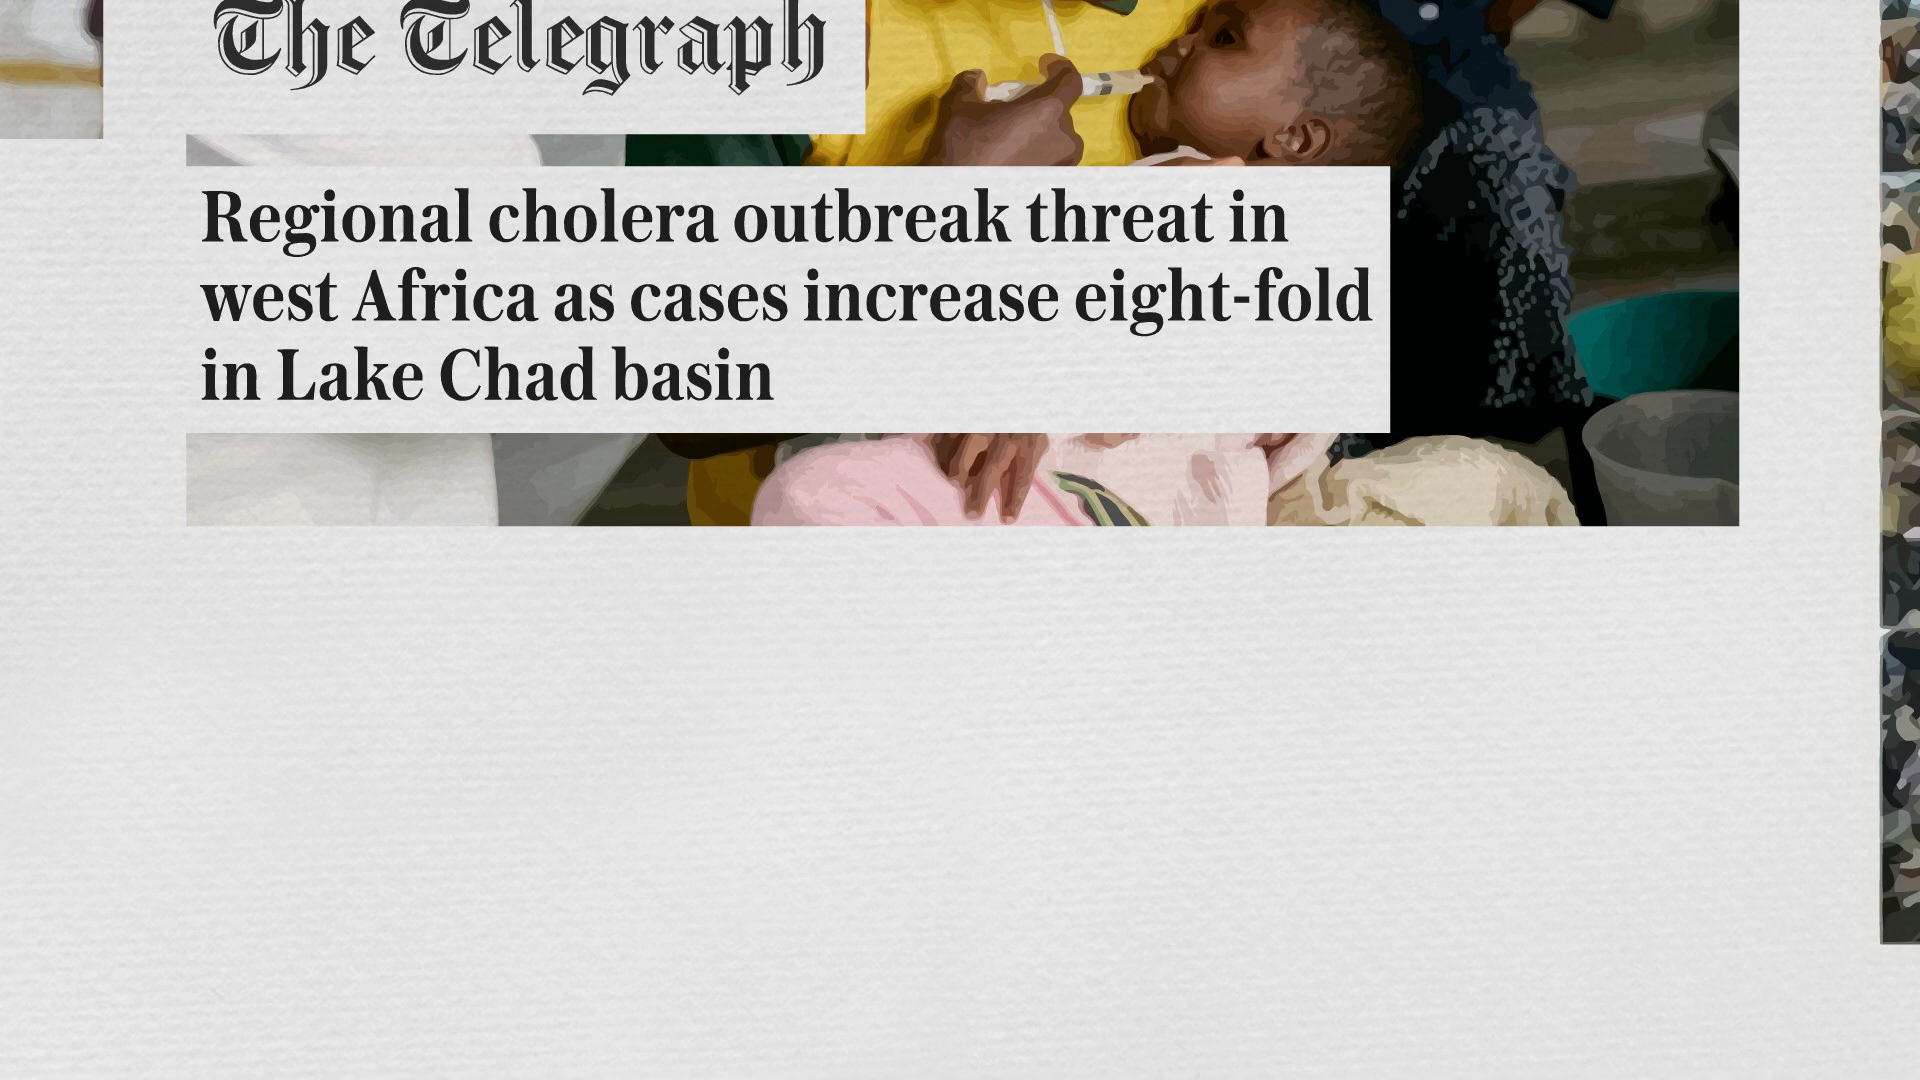 The Telegraph
Regional cholera outbreak threat in
west Africa as cases increase eight-fold
in Lake Chad basin